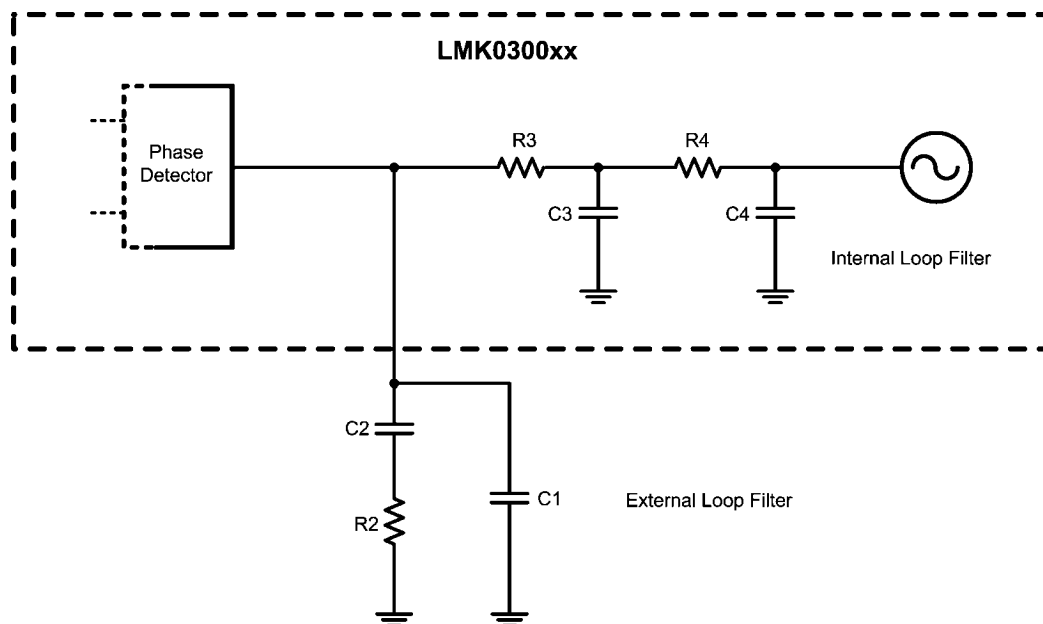 LMK0300xx
Phase
Detector
R3
R4
C3
C4
Internal Loop Filter
C2
R2
C1
External Loop Filter